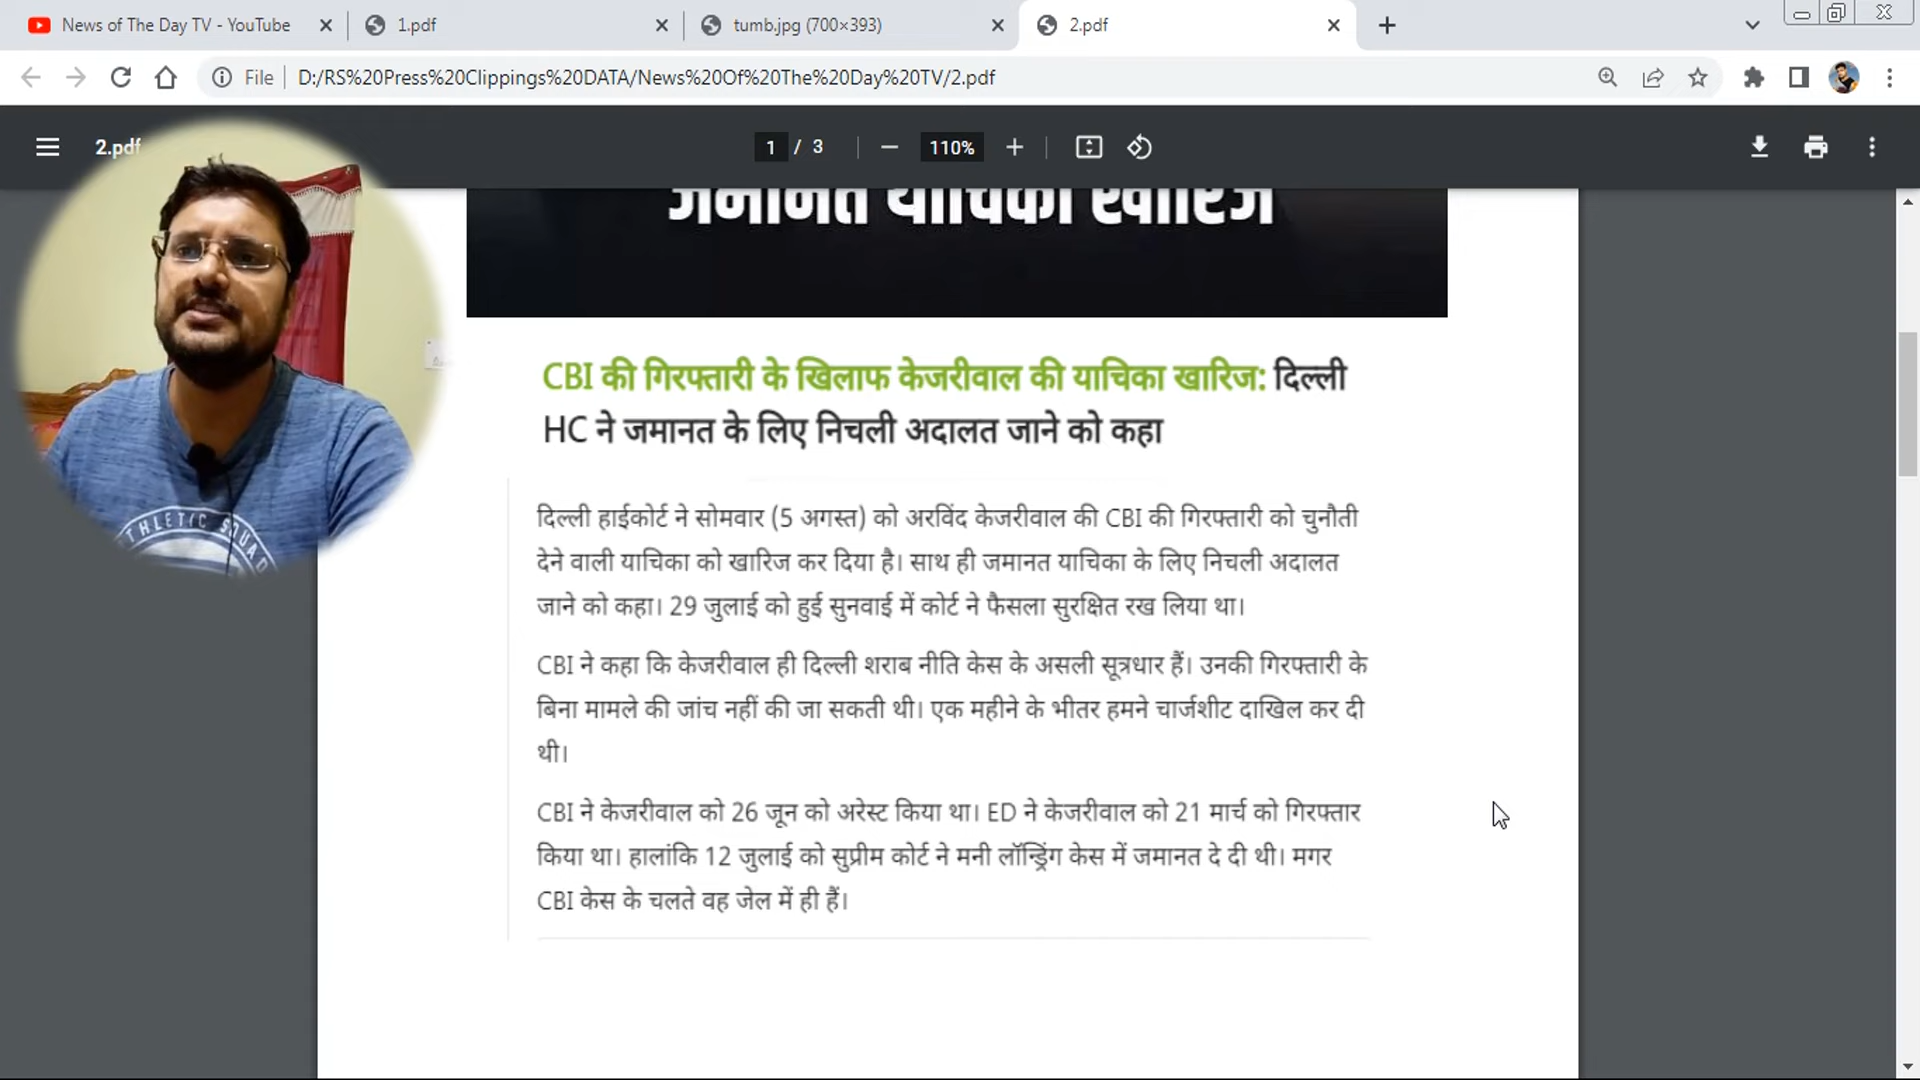 News of The Day TV - YouTube
1.pdf
tumb.jpg (700×393)
2.pdf
File
D:/RS%20Press%20Clippings%20DATA/News%20Of%20The%20Day%20TV/2.pdf
2.pdf
1 / 3
110%
जमानत याचिका खारिज
CBI की गिरफ्तारी के खिलाफ केजरीवाल की याचिका खारिज: दिल्ली
HC ने जमानत के लिए निचली अदालत जाने को कहा
दिल्ली हाईकोर्ट ने सोमवार (5 अगस्त) को अरविंद केजरीवाल की CBI की गिरफ्तारी को चुनौती
देने वाली याचिका को खारिज कर दिया है। साथ ही जमानत याचिका के लिए निचली अदालत
जाने को कहा। 29 जुलाई को हुई सुनवाई में कोर्ट ने फैसला सुरक्षित रख लिया था।
CBI ने कहा कि केजरीवाल ही दिल्ली शराब नीति केस के असली सूत्रधार हैं। उनकी गिरफ्तारी के
बिना मामले की जांच नहीं की जा सकती थी। एक महीने के भीतर हमने चार्जशीट दाखिल कर दी
थी।
CBI ने केजरीवाल को 26 जून को अरेस्ट किया था। ED ने केजरीवाल को 21 मार्च को गिरफ्तार
किया था। हालांकि 12 जुलाई को सुप्रीम कोर्ट ने मनी लॉन्ड्रिंग केस में जमानत दे दी थी। मगर
CBI केस के चलते वह जेल में ही हैं।